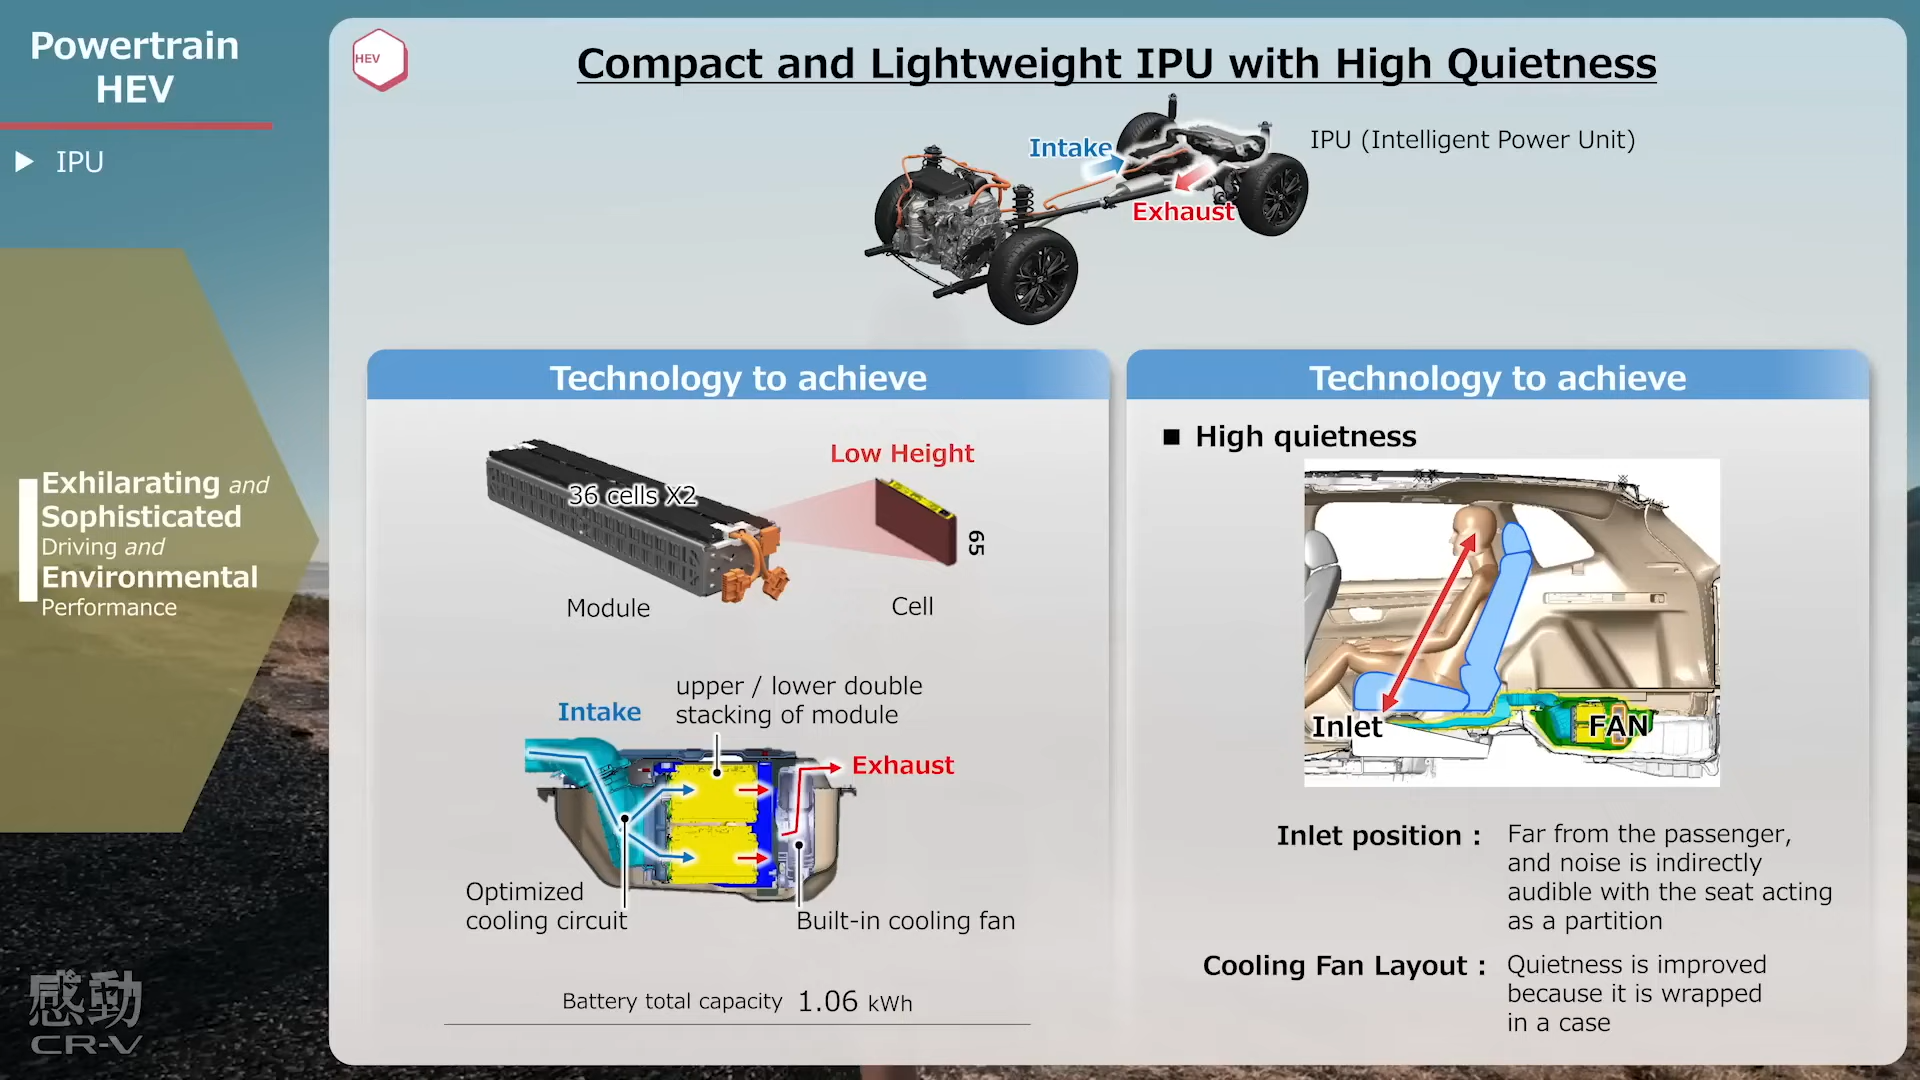 Powertrain
HEV
IPU
Exhilarating and
Sophisticated
Driving and
Environmental
Performance
感動
CR-V
HEV
Compact and Lightweight IPU with High Quietness
Intake
Exhaust
IPU (Intelligent Power Unit)
Technology to achieve
36 cells X2
Low Height
65
Module
Cell
upper / lower double
stacking of module
Intake
Exhaust
Optimized
cooling circuit
Built-in cooling fan
Battery total capacity 1.06 kWh
Technology to achieve
■ High quietness
Inlet
FAN
Inlet position : Far from the passenger,
and noise is indirectly
audible with the seat acting
as a partition
Cooling Fan Layout : Quietness is improved
because it is wrapped
in a case